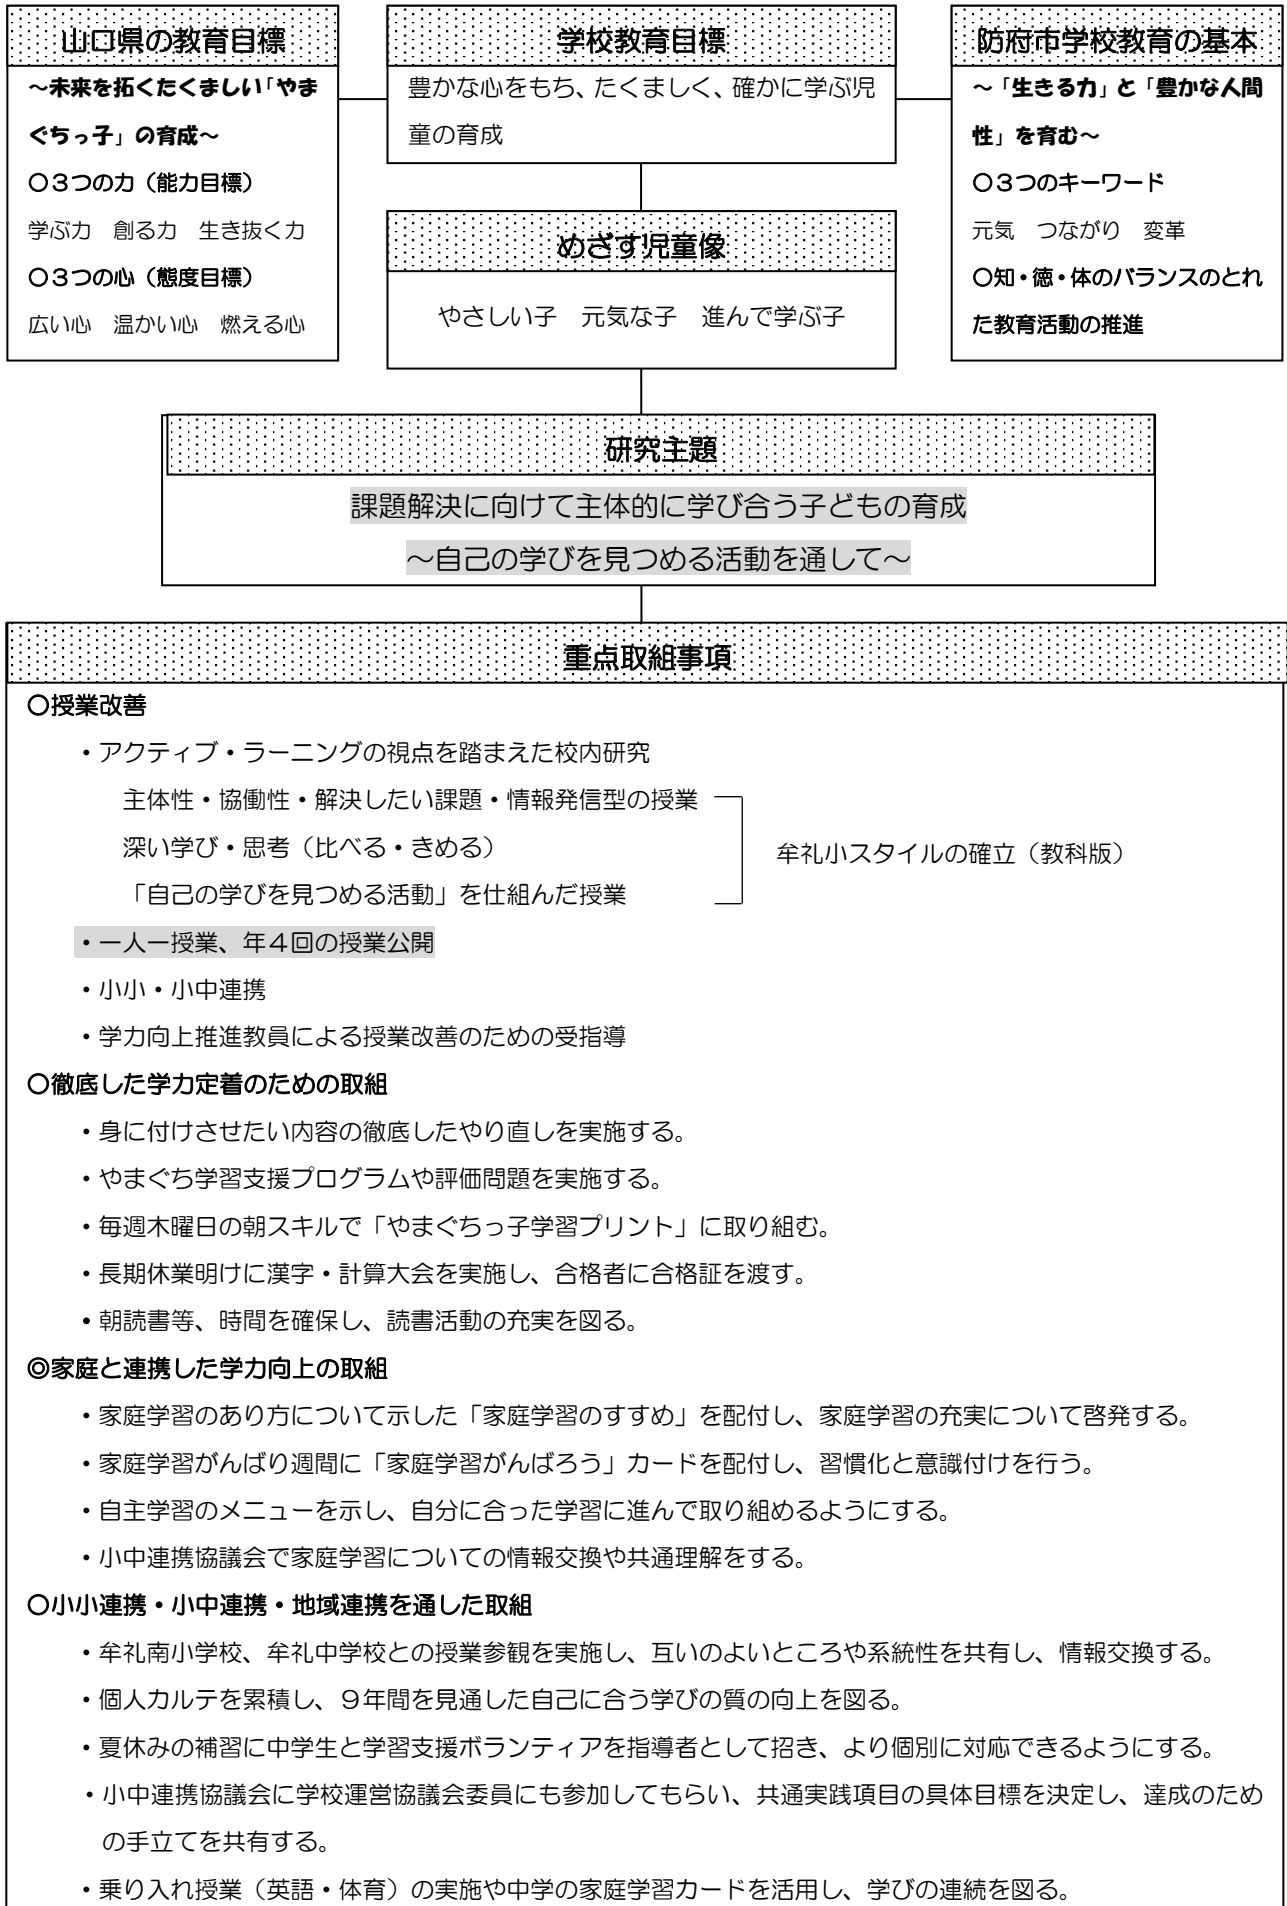 山口県の教育目標
～未来を拓くたくましい「やま
ぐちっ子」の育成～
○３つの力（能力目標）
学ぶ力　創る力　生き抜く力
○３つの心（態度目標）
広い心　温かい心　燃える心
学校教育目標
豊かな心をもち、たくましく、確かに学ぶ児
童の育成
めざす児童像
やさしい子　元気な子　進んで学ぶ子
防府市学校教育の基本
～「生きる力」と「豊かな人間
性」を育む～
○３つのキーワード
元気　つながり　変革
○知・徳・体のバランスのとれ
た教育活動の推進
研究主題
課題解決に向けて主体的に学び合う子どもの育成
～自己の学びを見つめる活動を通して～
重点取組事項
○授業改善
・アクティブ・ラーニングの視点を踏まえた校内研究
主体性・協働性・解決したい課題・情報発信型の授業
深い学び・思考（比べる・きめる）
「自己の学びを見つめる活動」を仕組んだ授業
牟礼小スタイルの確立（教科版）
・一人一授業、年４回の授業公開
・小小・小中連携
・学力向上推進教員による授業改善のための受指導
○徹底した学力定着のための取組
・身に付けさせたい内容の徹底したやり直しを実施する。
・やまぐち学習支援プログラムや評価問題を実施する。
・毎週木曜日の朝スキルで「やまぐちっ子学習プリント」に取り組む。
・長期休業明けに漢字・計算大会を実施し、合格者に合格証を渡す。
・朝読書等、時間を確保し、読書活動の充実を図る。
◎家庭と連携した学力向上の取組
・家庭学習のあり方について示した「家庭学習のすすめ」を配付し、家庭学習の充実について啓発する。
・家庭学習がんばり週間に「家庭学習がんばろう」カードを配付し、習慣化と意識付けを行う。
・自主学習のメニューを示し、自分に合った学習に進んで取り組めるようにする。
・小中連携協議会で家庭学習についての情報交換や共通理解をする。
○小小連携・小中連携・地域連携を通した取組
・牟礼南小学校、牟礼中学校との授業参観を実施し、互いのよいところや系統性を共有し、情報交換する。
・個人カルテを累積し、９年間を見通した自己に合う学びの質の向上を図る。
・夏休みの補習に中学生と学習支援ボランティアを指導者として招き、より個別に対応できるようにする。
・小中連携協議会に学校運営協議会委員にも参加してもらい、共通実践項目の具体目標を決定し、達成のため
の手立てを共有する。
・乗り入れ授業（英語・体育）の実施や中学の家庭学習カードを活用し、学びの連続を図る。